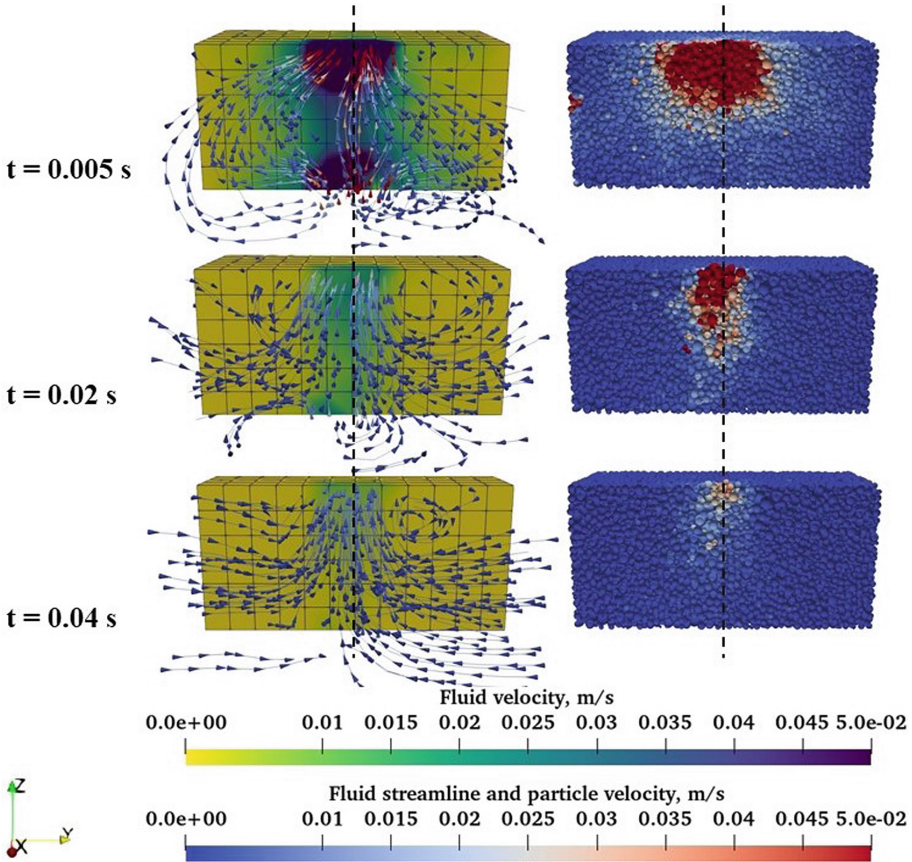 t = 0.005 s
t = 0.02 s
t = 0.04 s
Fluid velocity, m/s
0.0e+00 0.01 0.015 0.02 0.025 0.03 0.035 0.04 0.045 5.0e-02
Fluid streamline and particle velocity, m/s
0.0e+00 0.01 0.015 0.02 0.025 0.03 0.035 0.04 0.045 5.0e-02
Z
Y
X